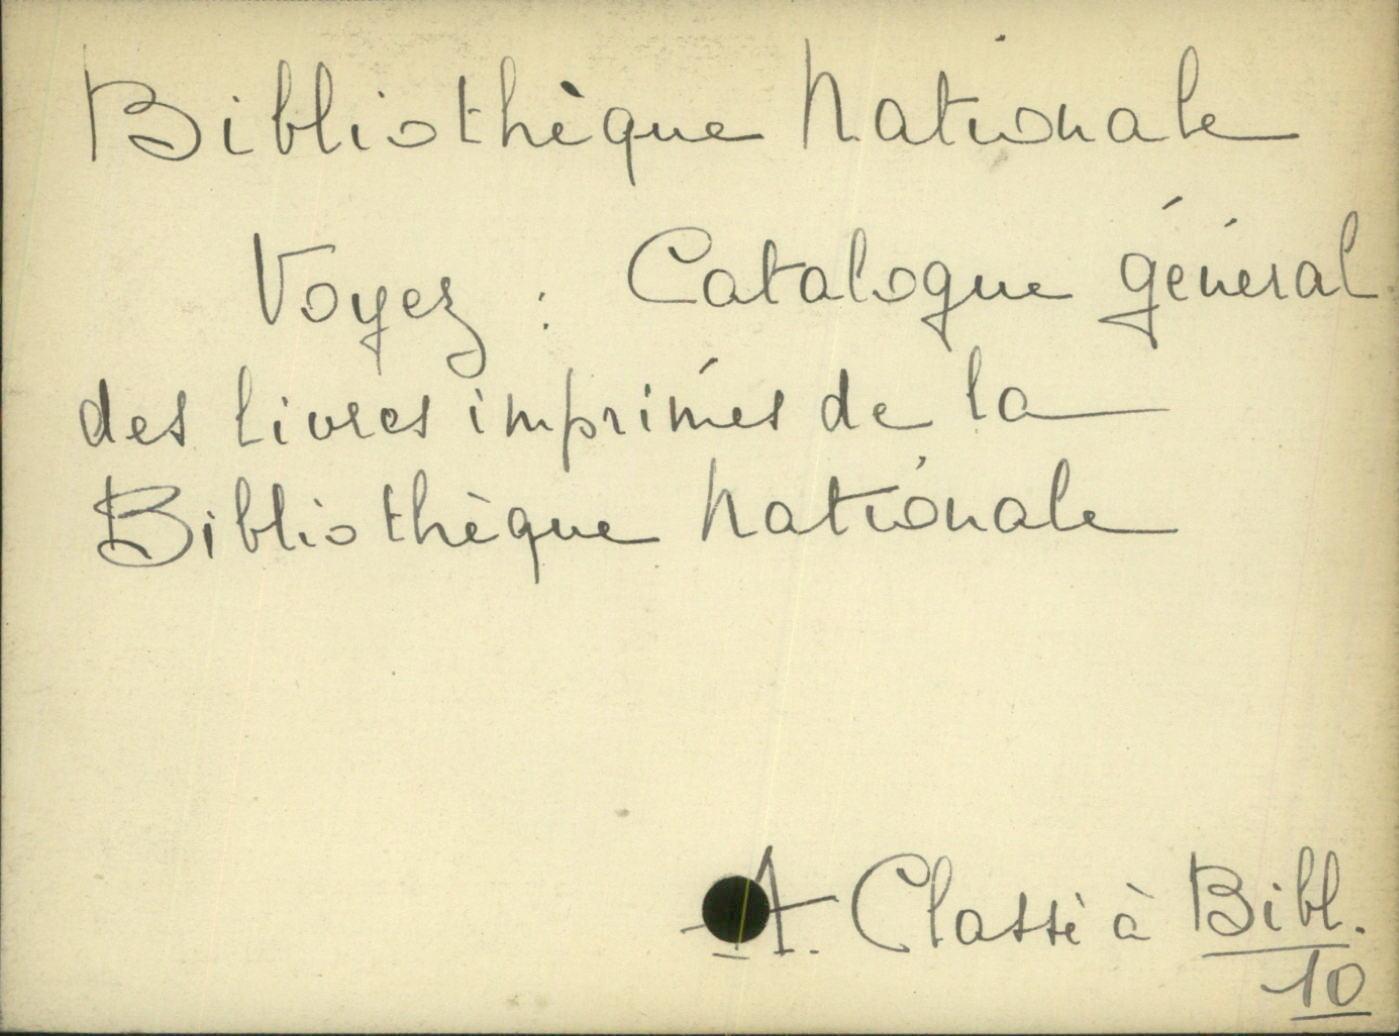 Bibliothèque Nationale
Voyez : Catalogue général
des livres imprimés de la
Bibliothèque Nationale
A. Classé à Bibl.
10